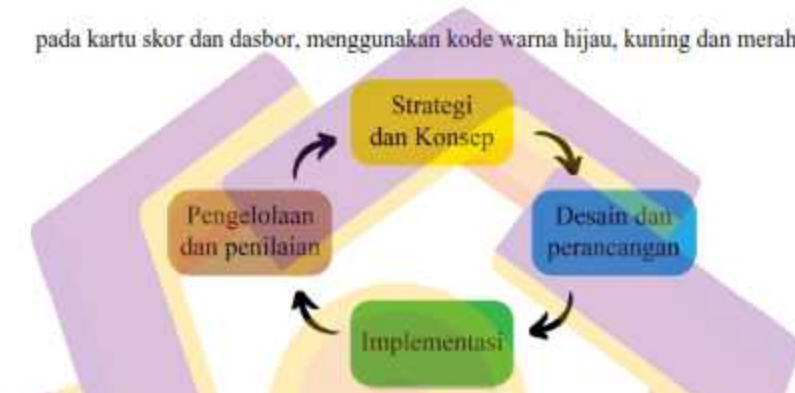 pada kartu skor dan dasbor, menggunakan kode warna hijau, kuning dan merah
Strategi
dan Konsep
Pengelolaan
dan penilaian
Desain dan
perancangan
Implementasi